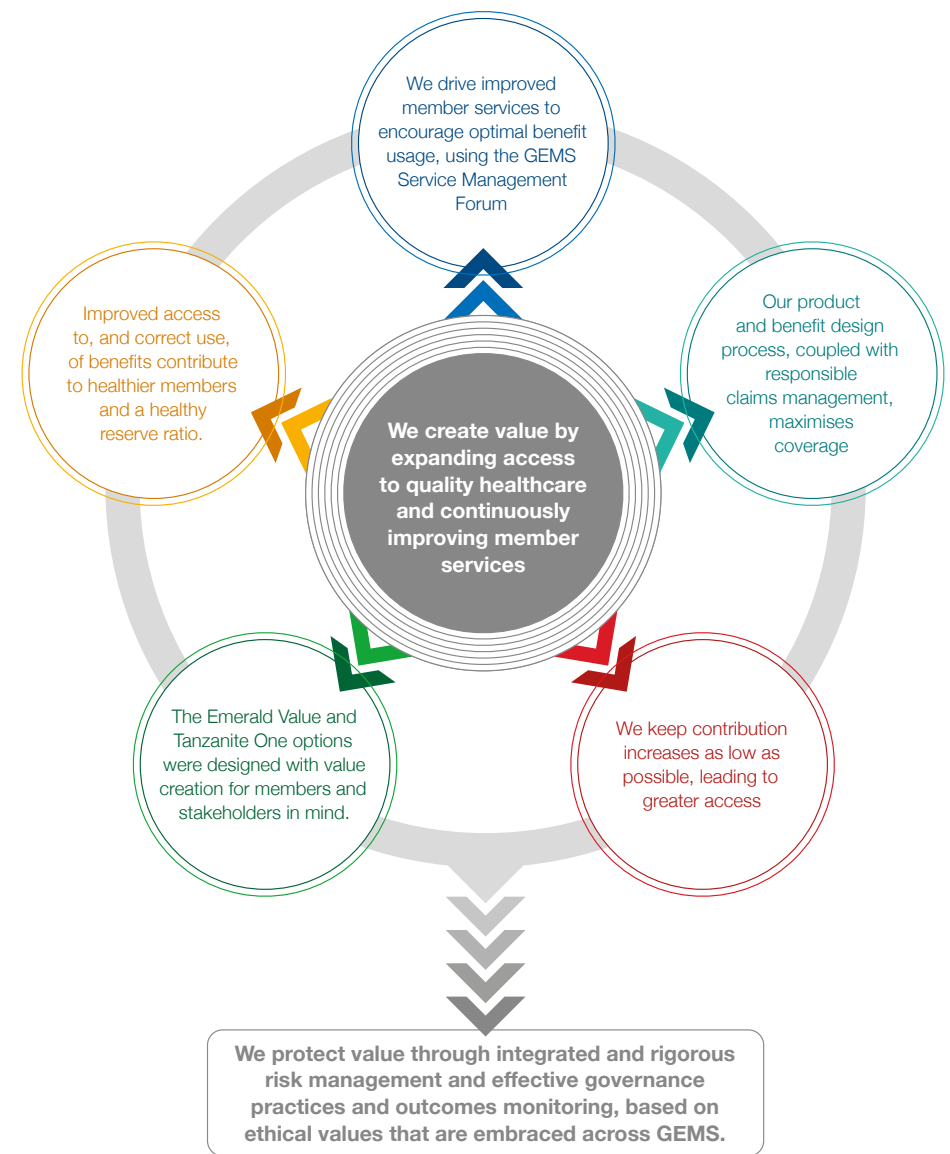 We drive improved
member services to
encourage optimal benefit
usage, using the GEMS
Service Management
Forum
Improved access
to, and correct use,
of benefits contribute
to healthier members
and a healthy
reserve ratio.
Our product
and benefit design
process, coupled with
responsible
claims management,
maximises
coverage
We create value by
expanding access
to quality healthcare
and continuously
improving member
services
The Emerald Value and
Tanzanite One options
were designed with value
creation for members and
stakeholders in mind.
We keep contribution
increases as low as
possible, leading to
greater access
We protect value through integrated and rigorous
risk management and effective governance
practices and outcomes monitoring, based on
ethical values that are embraced across GEMS.